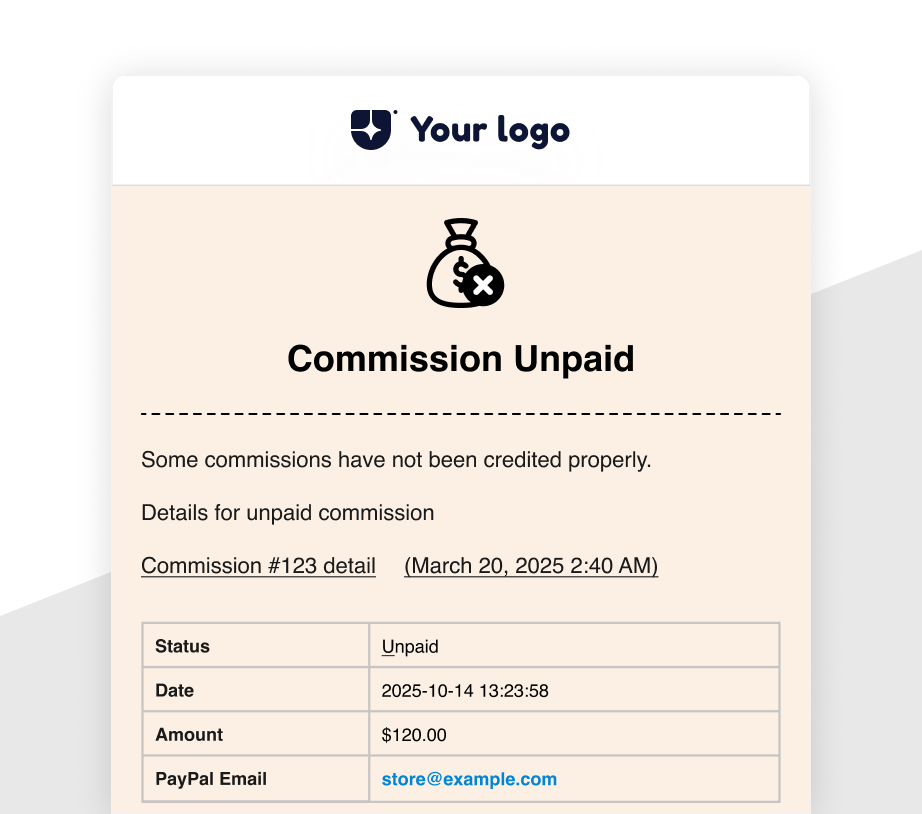 Your logo
Commission Unpaid
Some commissions have not been credited properly.
Details for unpaid commission
Commission #123 detail (March 20, 2025 2:40 AM)
Status Unpaid
Date 2025-10-14 13:23:58
Amount $120.00
PayPal Email store@example.com